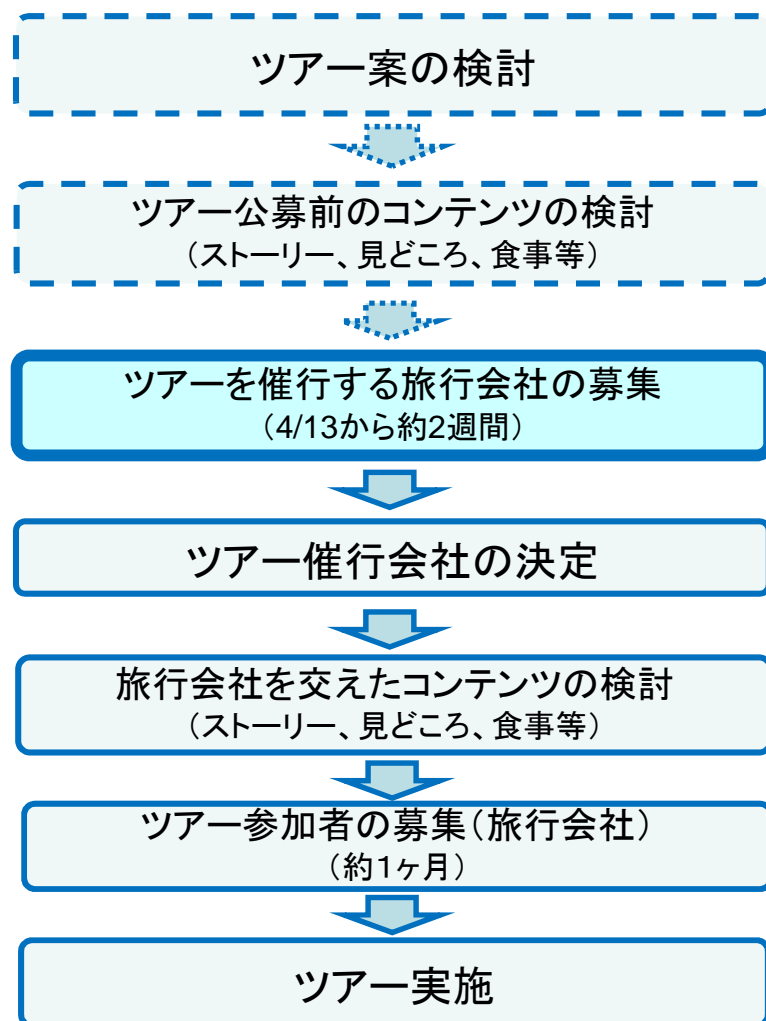 ツアー案の検討
ツアー公募前のコンテンツの検討
（ストーリー、見どころ、食事等）
ツアーを催行する旅行会社の募集
（4/13から約2週間）
ツアー催行会社の決定
旅行会社を交えたコンテンツの検討
（ストーリー、見どころ、食事等）
ツアー参加者の募集（旅行会社）
（約1ヶ月）
ツアー実施